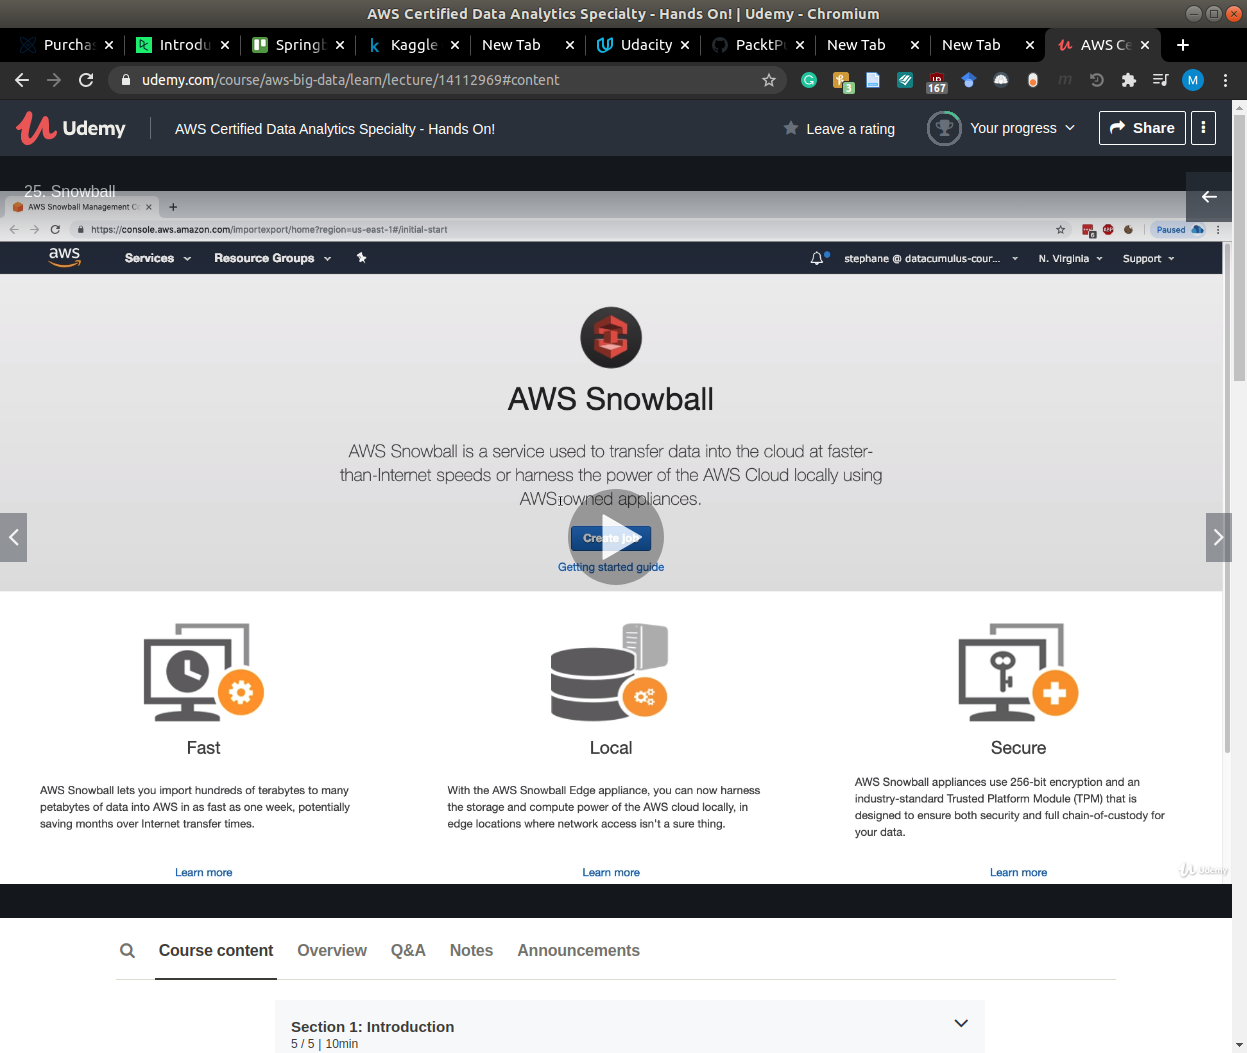 AWS Certified Data Analytics Specialty - Hands On! | Udemy - Chromium
Purchas
Introdu
Springb
Kaggle
New Tab
Udacity
PacktPu
New Tab
New Tab
AWS Ce
udemy.com/course/aws-big-data/learn/lecture/14112969#content
3
167
M
Udemy
AWS Certified Data Analytics Specialty - Hands On!
Leave a rating
Your progress
Share
25. Snowball
AWS Snowball Management Co
https://console.aws.amazon.com/importexport/home?region=us-east-1#/initial-start
Paused
aws
Services
Resource Groups
stephane @ datacumulus-cour...
N. Virginia
Support
AWS Snowball
AWS Snowball is a service used to transfer data into the cloud at faster-
than-Internet speeds or harness the power of the AWS Cloud locally using
AWS-owned appliances.
Create job
Getting started guide
Fast
AWS Snowball lets you import hundreds of terabytes to many
petabytes of data into AWS in as fast as one week, potentially
saving months over Internet transfer times.
Learn more
Local
With the AWS Snowball Edge appliance, you can now harness
the storage and compute power of the AWS cloud locally, in
edge locations where network access isn't a sure thing.
Learn more
Secure
AWS Snowball appliances use 256-bit encryption and an
industry-standard Trusted Platform Module (TPM) that is
designed to ensure both security and full chain-of-custody for
your data.
Learn more
Udemy
Course content
Overview
Q&A
Notes
Announcements
Section 1: Introduction
5 / 5 | 10min